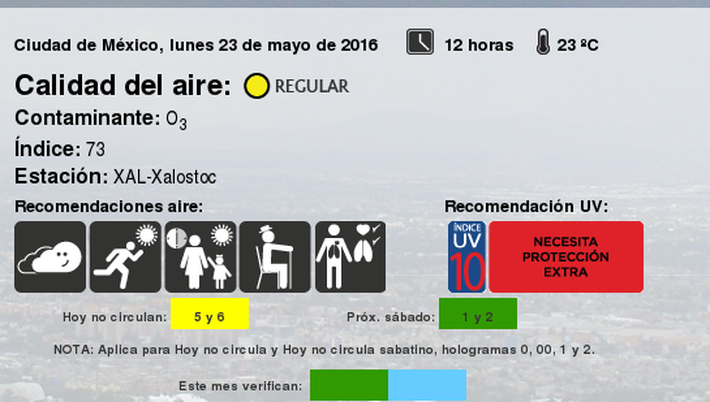 Ciudad de México, lunes 23 de mayo de 2016 12 horas 23 ºC
Calidad del aire: REGULAR
Contaminante: O3
Índice: 73
Estación: XAL-Xalostoc
Recomendaciones aire: Recomendación UV:
ÍNDICE
UV
10
NECESITA
PROTECCIÓN
EXTRA
Hoy no circulan: 5 y 6 Próx. sábado: 1 y 2
NOTA: Aplica para Hoy no circula y Hoy no circula sabatino, hologramas 0, 00, 1 y 2.
Este mes verifican: